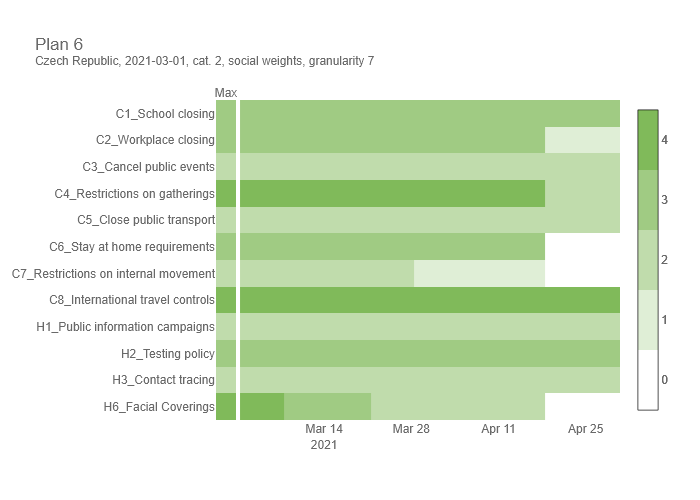 Plan 6
Czech Republic, 2021-03-01, cat. 2, social weights, granularity 7
Max
C1_School closing
C2_Workplace closing
C3_Cancel public events
C4_Restrictions on gatherings
C5_Close public transport
C6_Stay at home requirements
C7_Restrictions on internal movement
C8_International travel controls
H1_Public information campaigns
H2_Testing policy
H3_Contact tracing
H6_Facial Coverings
Mar 14 Mar 28 Apr 11 Apr 25
2021
4
3
2
1
0